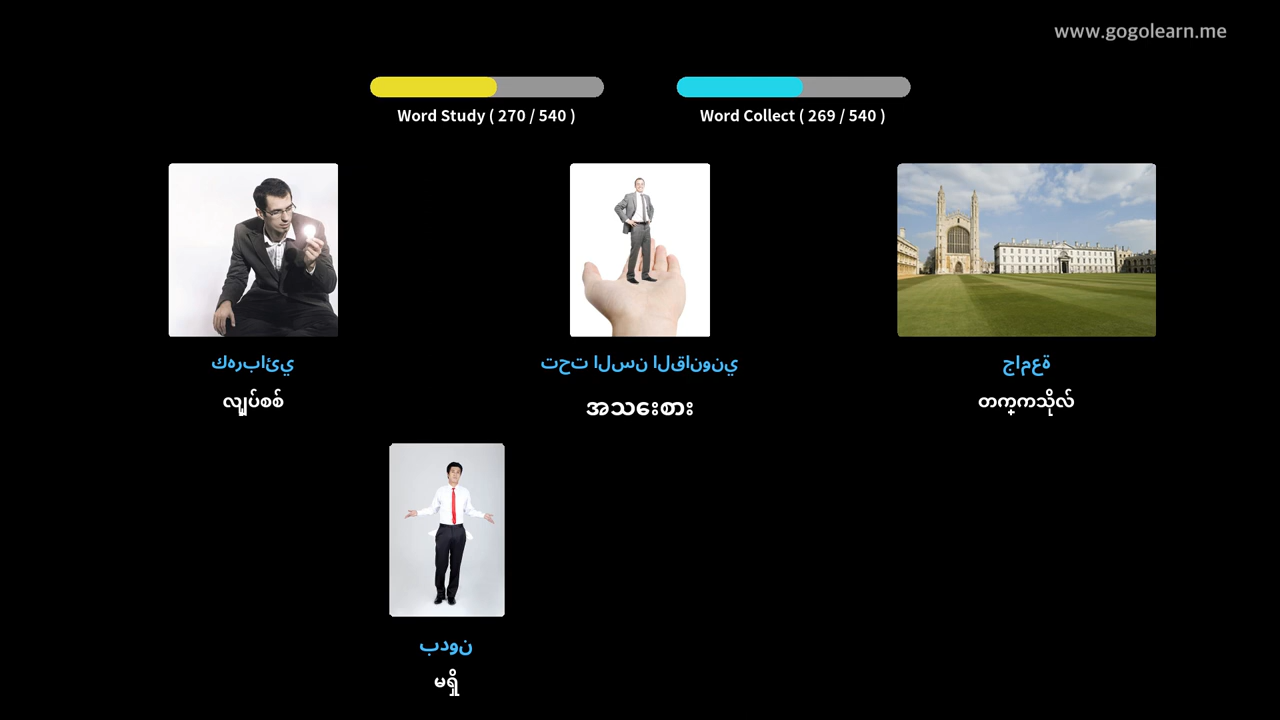 www.gogolearn.me
Word Study ( 270 / 540 )
Word Collect ( 269 / 540 )
كهربائي
تحت السن القانوني
جامعة
လျှပ်စစ်
အသေးစား
တက္ကသိုလ်
بدون
မရှိ